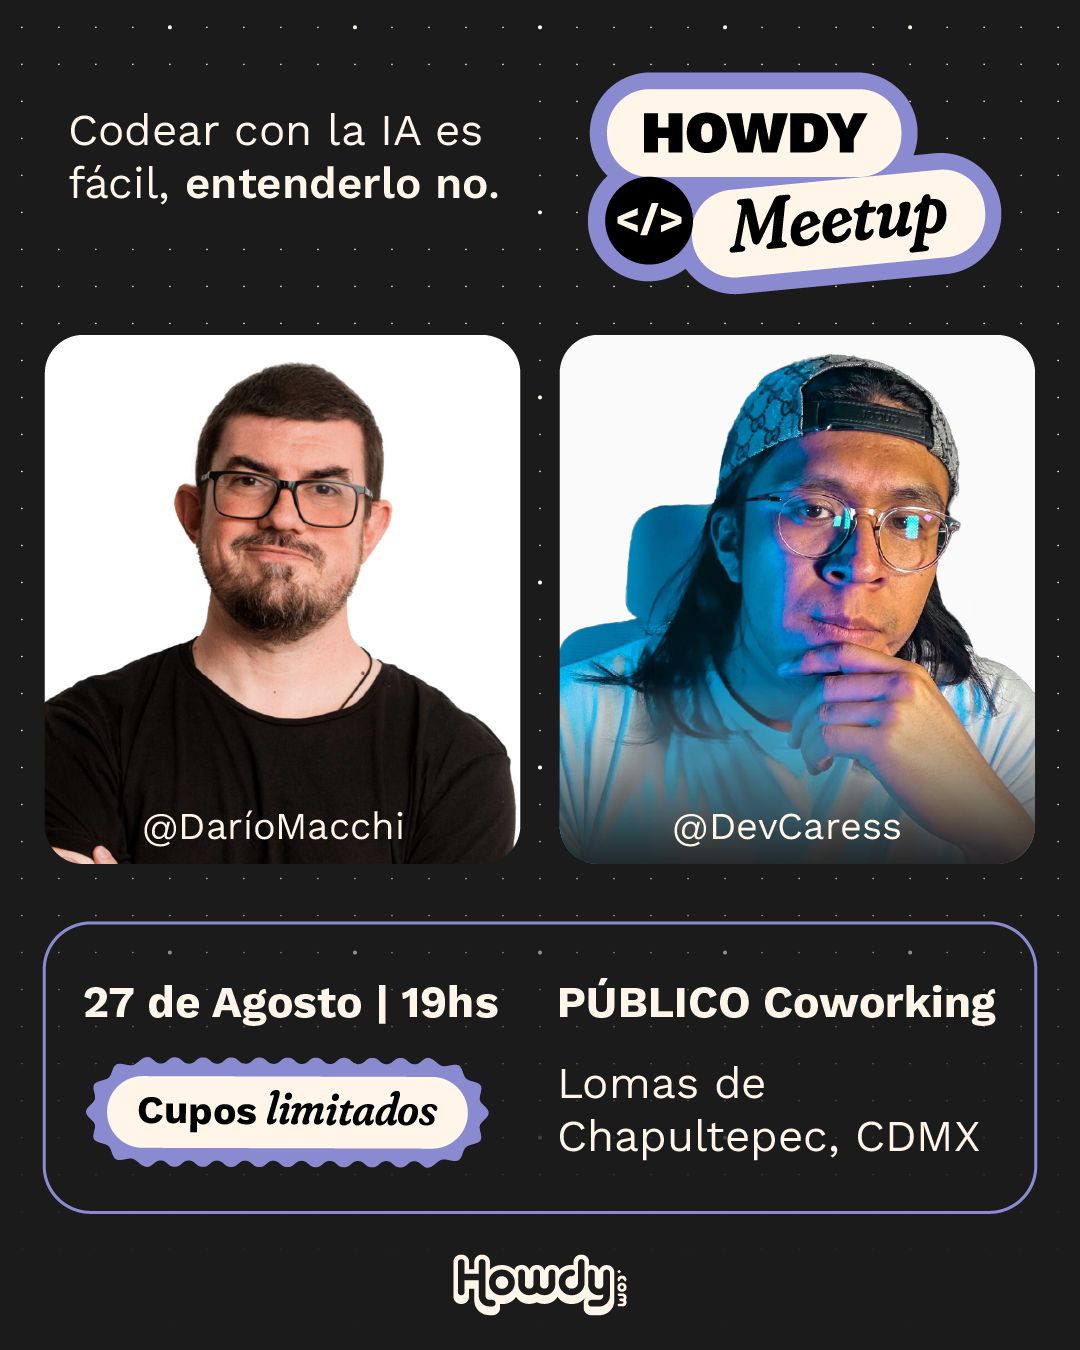 Codear con la IA es
fácil, entenderlo no.
HOWDY
</> Meetup
@DaríoMacchi
@DevCaress
27 de Agosto | 19hs
Cupos limitados
PÚBLICO Coworking
Lomas de
Chapultepec, CDMX
Howdy.com